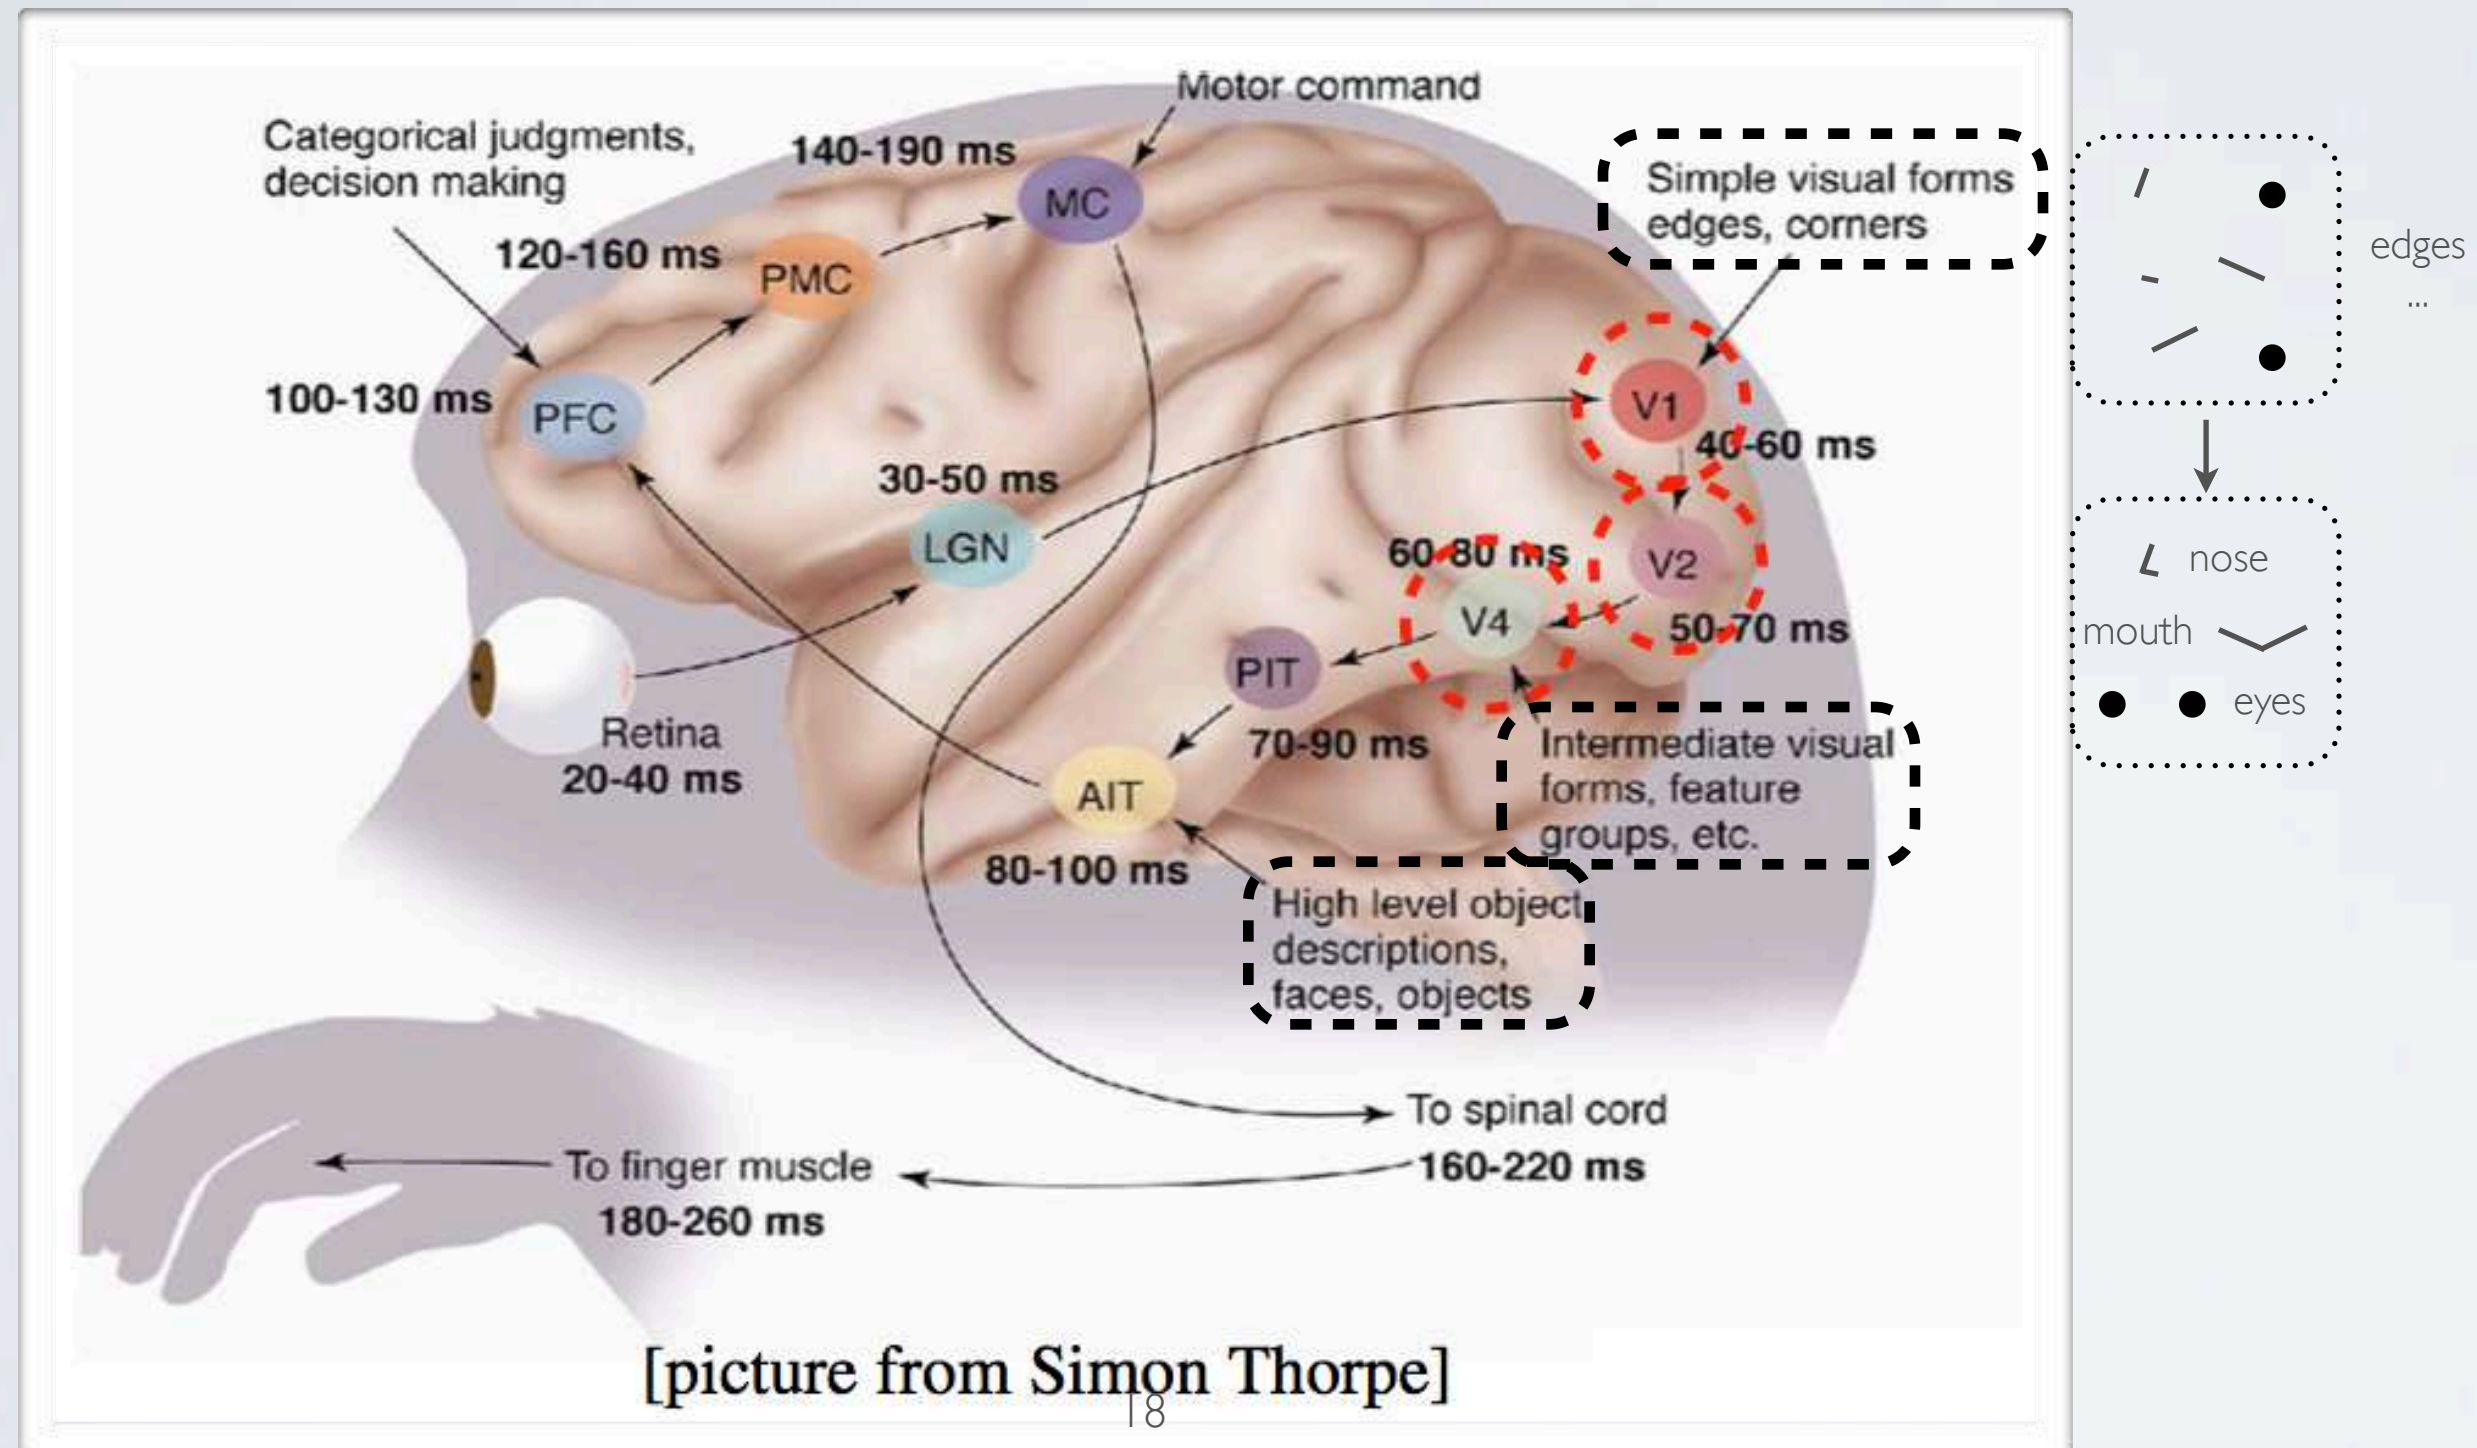 Motor command
Categorical judgments,
decision making
140-190 ms
MC
Simple visual forms
edges, corners
120-160 ms
PMC
100-130 ms
PFC
V1
40-60 ms
30-50 ms
LGN
60-80 ms
V2
V4
50-70 ms
PIT
Retina
20-40 ms
70-90 ms
Intermediate visual
forms, feature
groups, etc.
AIT
80-100 ms
High level object
descriptions,
faces, objects
To spinal cord
160-220 ms
To finger muscle
180-260 ms
[picture from Simon Thorpe]
18
edges
...
nose
mouth
eyes